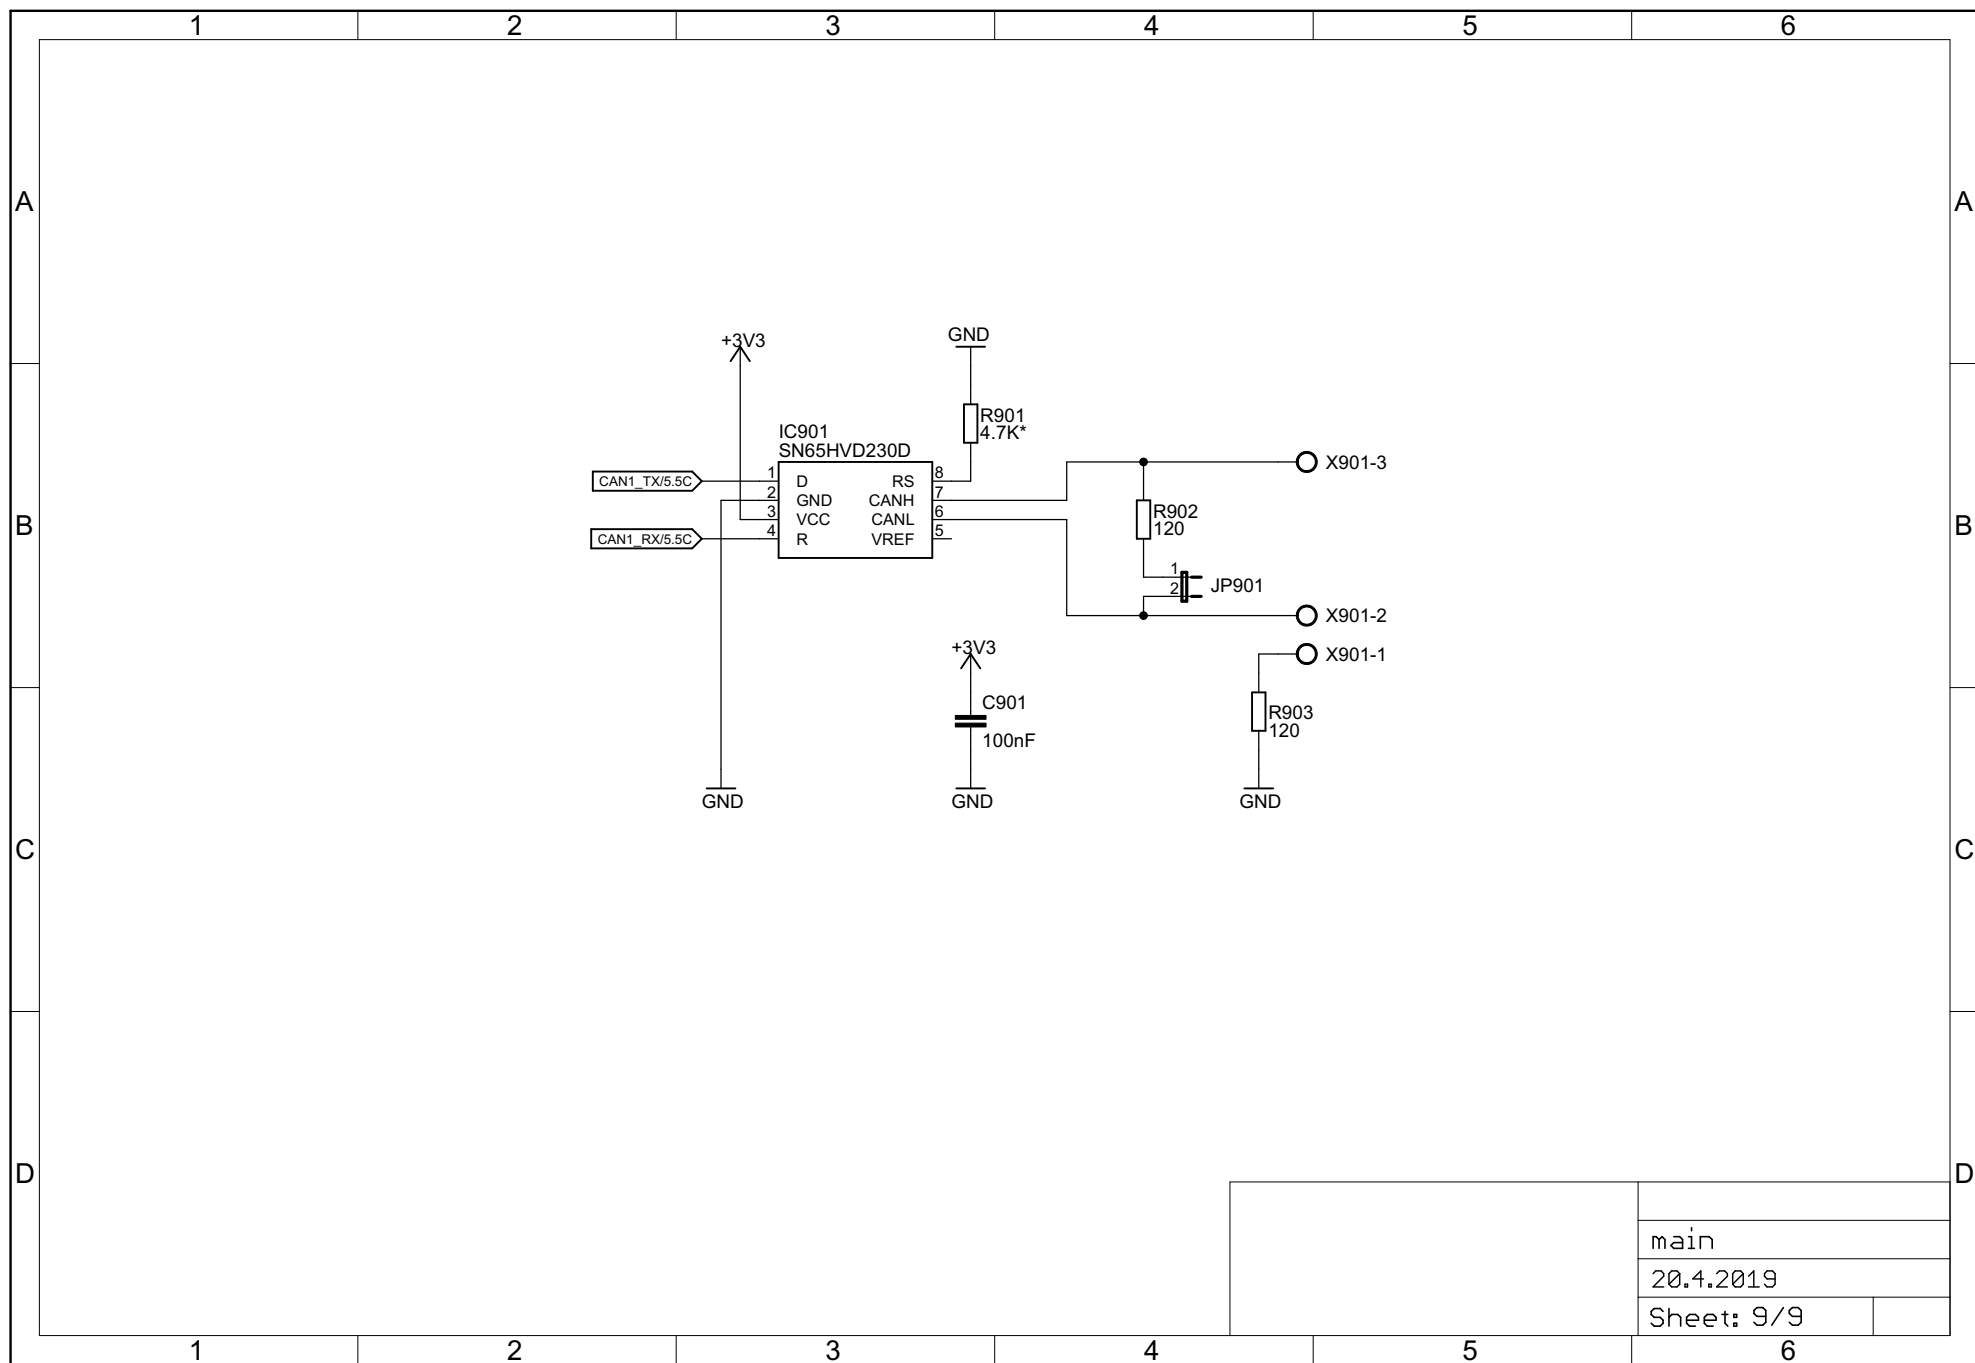 1 2 3 4 5 6
A A
+3V3 GND
R901
4.7K*
IC901
SN65HVD230D
X901-3
CAN1_TX/5.5C 1 D RS 8
2 GND CANH 7
3 VCC CANL 6
CAN1_RX/5.5C 4 R VREF 5
R902
120
B B
1
2 JP901
X901-2
+3V3
X901-1
C901
100nF
R903
120
GND GND GND
C C
D D
main
20.4.2019
Sheet: 9/9
1 2 3 4 5 6